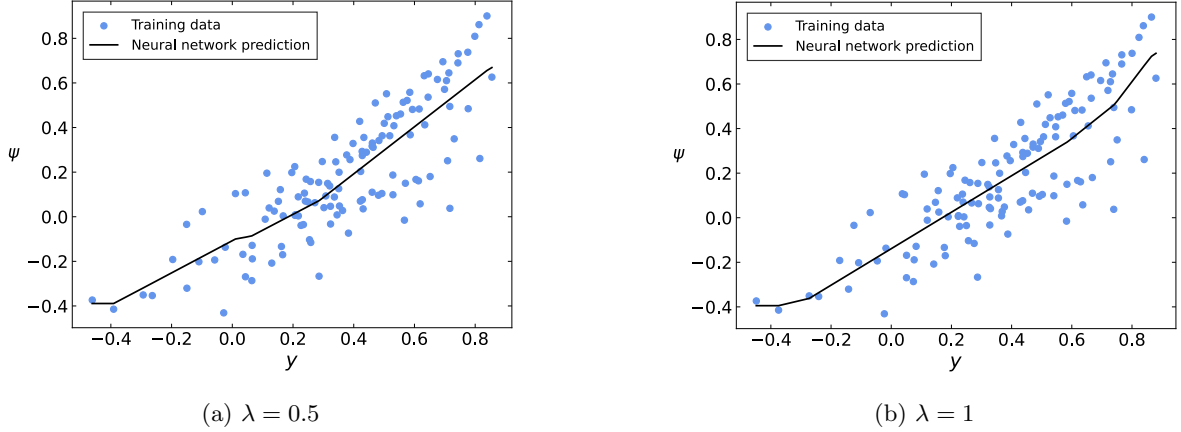 Training data
Neural network prediction
0.8
0.6
0.4
0.2
0.0
−0.2
−0.4
ψ
−0.4 −0.2 0.0 0.2 0.4 0.6 0.8
y
(a) λ = 0.5
Training data
Neural network prediction
0.8
0.6
0.4
0.2
0.0
−0.2
−0.4
ψ
−0.4 −0.2 0.0 0.2 0.4 0.6 0.8
y
(b) λ = 1